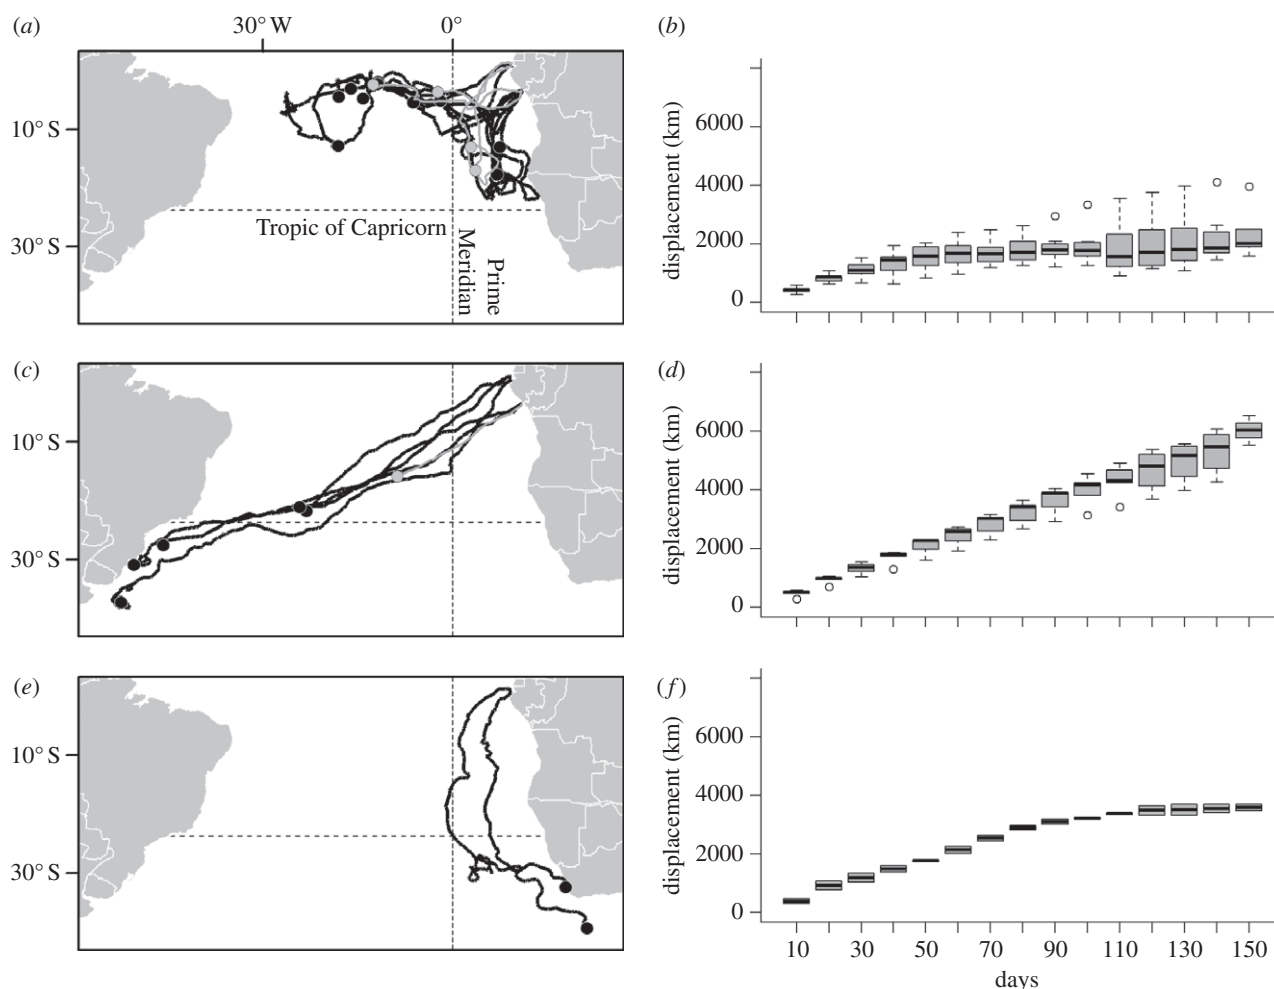 (a)
30° W
0°
10° S
30° S
Tropic of Capricorn
Prime
Meridian
(b)
displacement (km)
6000
4000
2000
0
(c)
10° S
30° S
(d)
displacement (km)
6000
4000
2000
0
(e)
10° S
30° S
(f)
displacement (km)
6000
4000
2000
0
10 30 50 70 90 110 130 150
days